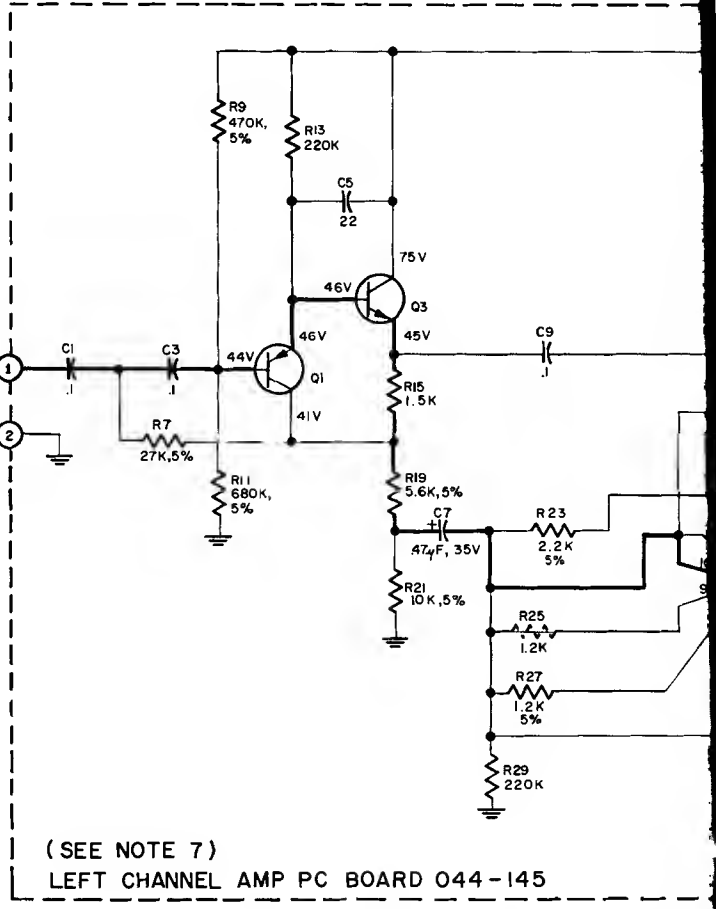 R9
470K,
5%
R13
220K
C5
22
75V
46V
Q3
46V
45V
C9
.1
1
C1
.1
C3
.1
44V
Q1
R15
1.5K
41V
2
R7
27K,5%
R11
680K,
5%
R19
5.6K,5%
C7
+
.47µF, 35V
R23
2.2K
5%
R21
10K,5%
9
R25
1.2K
R27
1.2K
5%
R29
220K
(SEE NOTE 7)
LEFT CHANNEL AMP PC BOARD 044-145